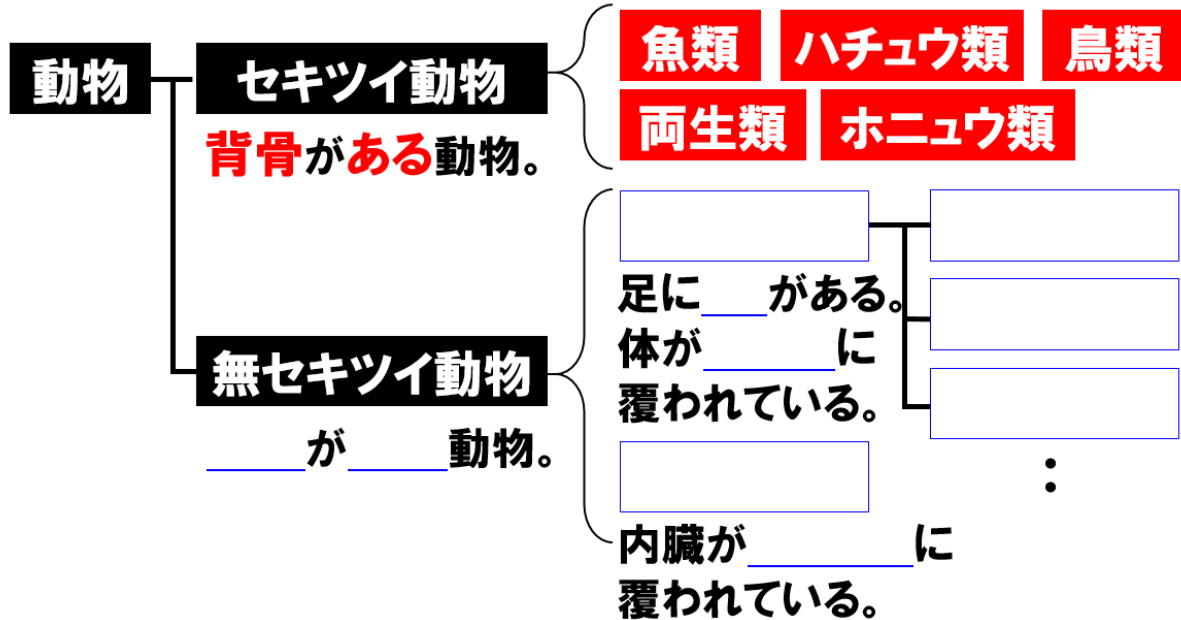 動物
セキツイ動物
背骨がある動物。
魚類 ハチュウ類 鳥類
両生類 ホニュウ類
無セキツイ動物
が 動物。
足に がある。
体が に
覆われている。
:
内臓が に
覆われている。